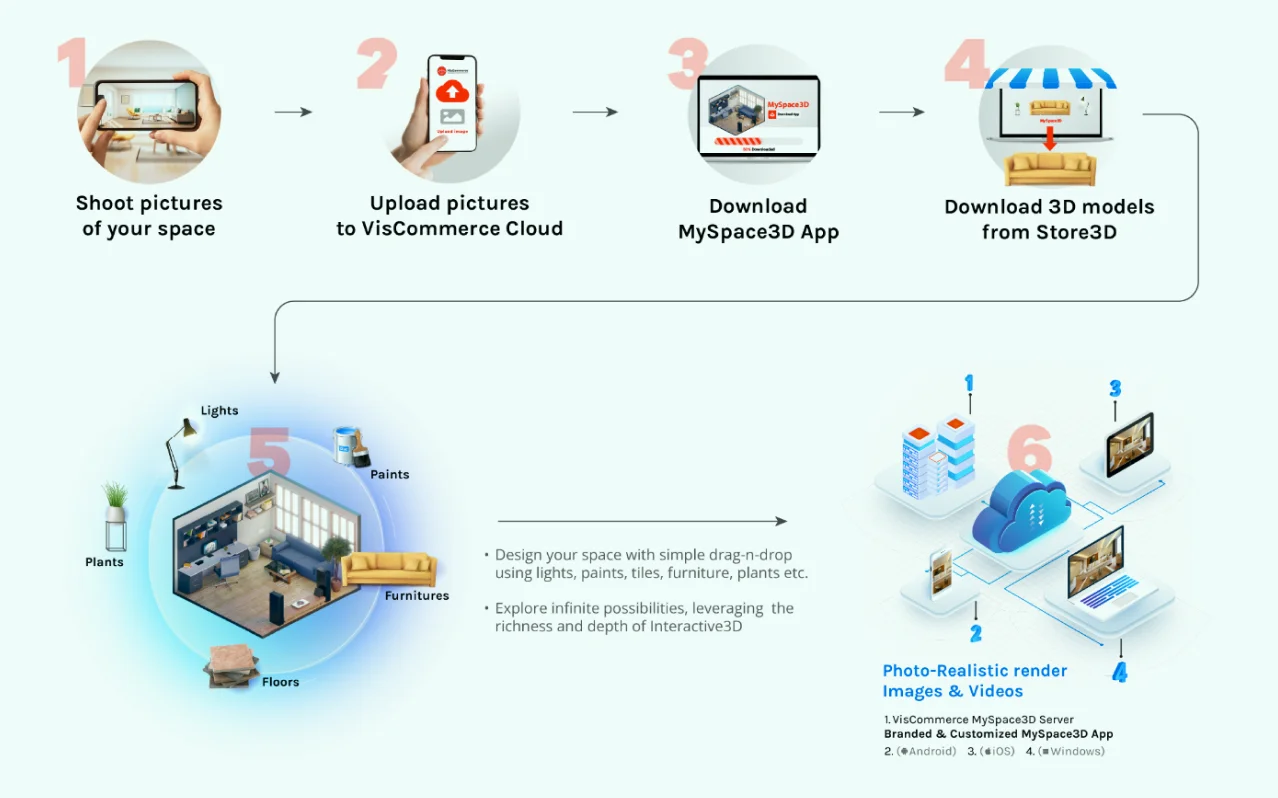 1
Shoot pictures
of your space
2
Upload Image
Upload pictures
to VisCommerce Cloud
3
MySpace3D
Download App
Download
MySpace3D App
4
MySpace3D
Download 3D models
from Store3D
5
Lights
Paints
Plants
Furnitures
Floors
• Design your space with simple drag-n-drop
using lights, paints, tiles, furniture, plants etc.
• Explore infinite possibilities, leveraging the
richness and depth of Interactive3D
6
1
3
2
4
Photo-Realistic render
Images & Videos
1. VisCommerce MySpace3D Server
Branded & Customized MySpace3D App
2. (Android) 3. (iOS) 4. (Windows)